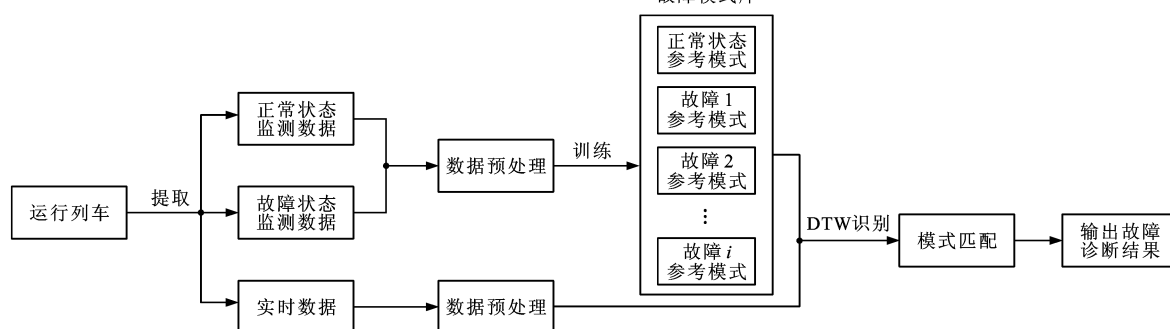 故障模式库
正常状态
参考模式
故障1
参考模式
故障2
参考模式
⋮
故障i
参考模式
正常状态
监测数据
故障状态
监测数据
数据预处理
训练
运行列车
提取
实时数据
数据预处理
DTW识别
模式匹配
输出故障
诊断结果